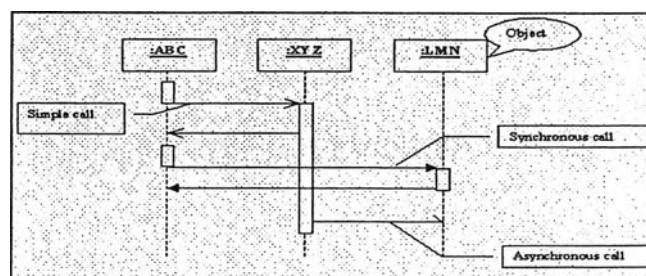 Object
:ABC
:XYZ
:LMN
Simple call
Synchronous call
Asynchronous call